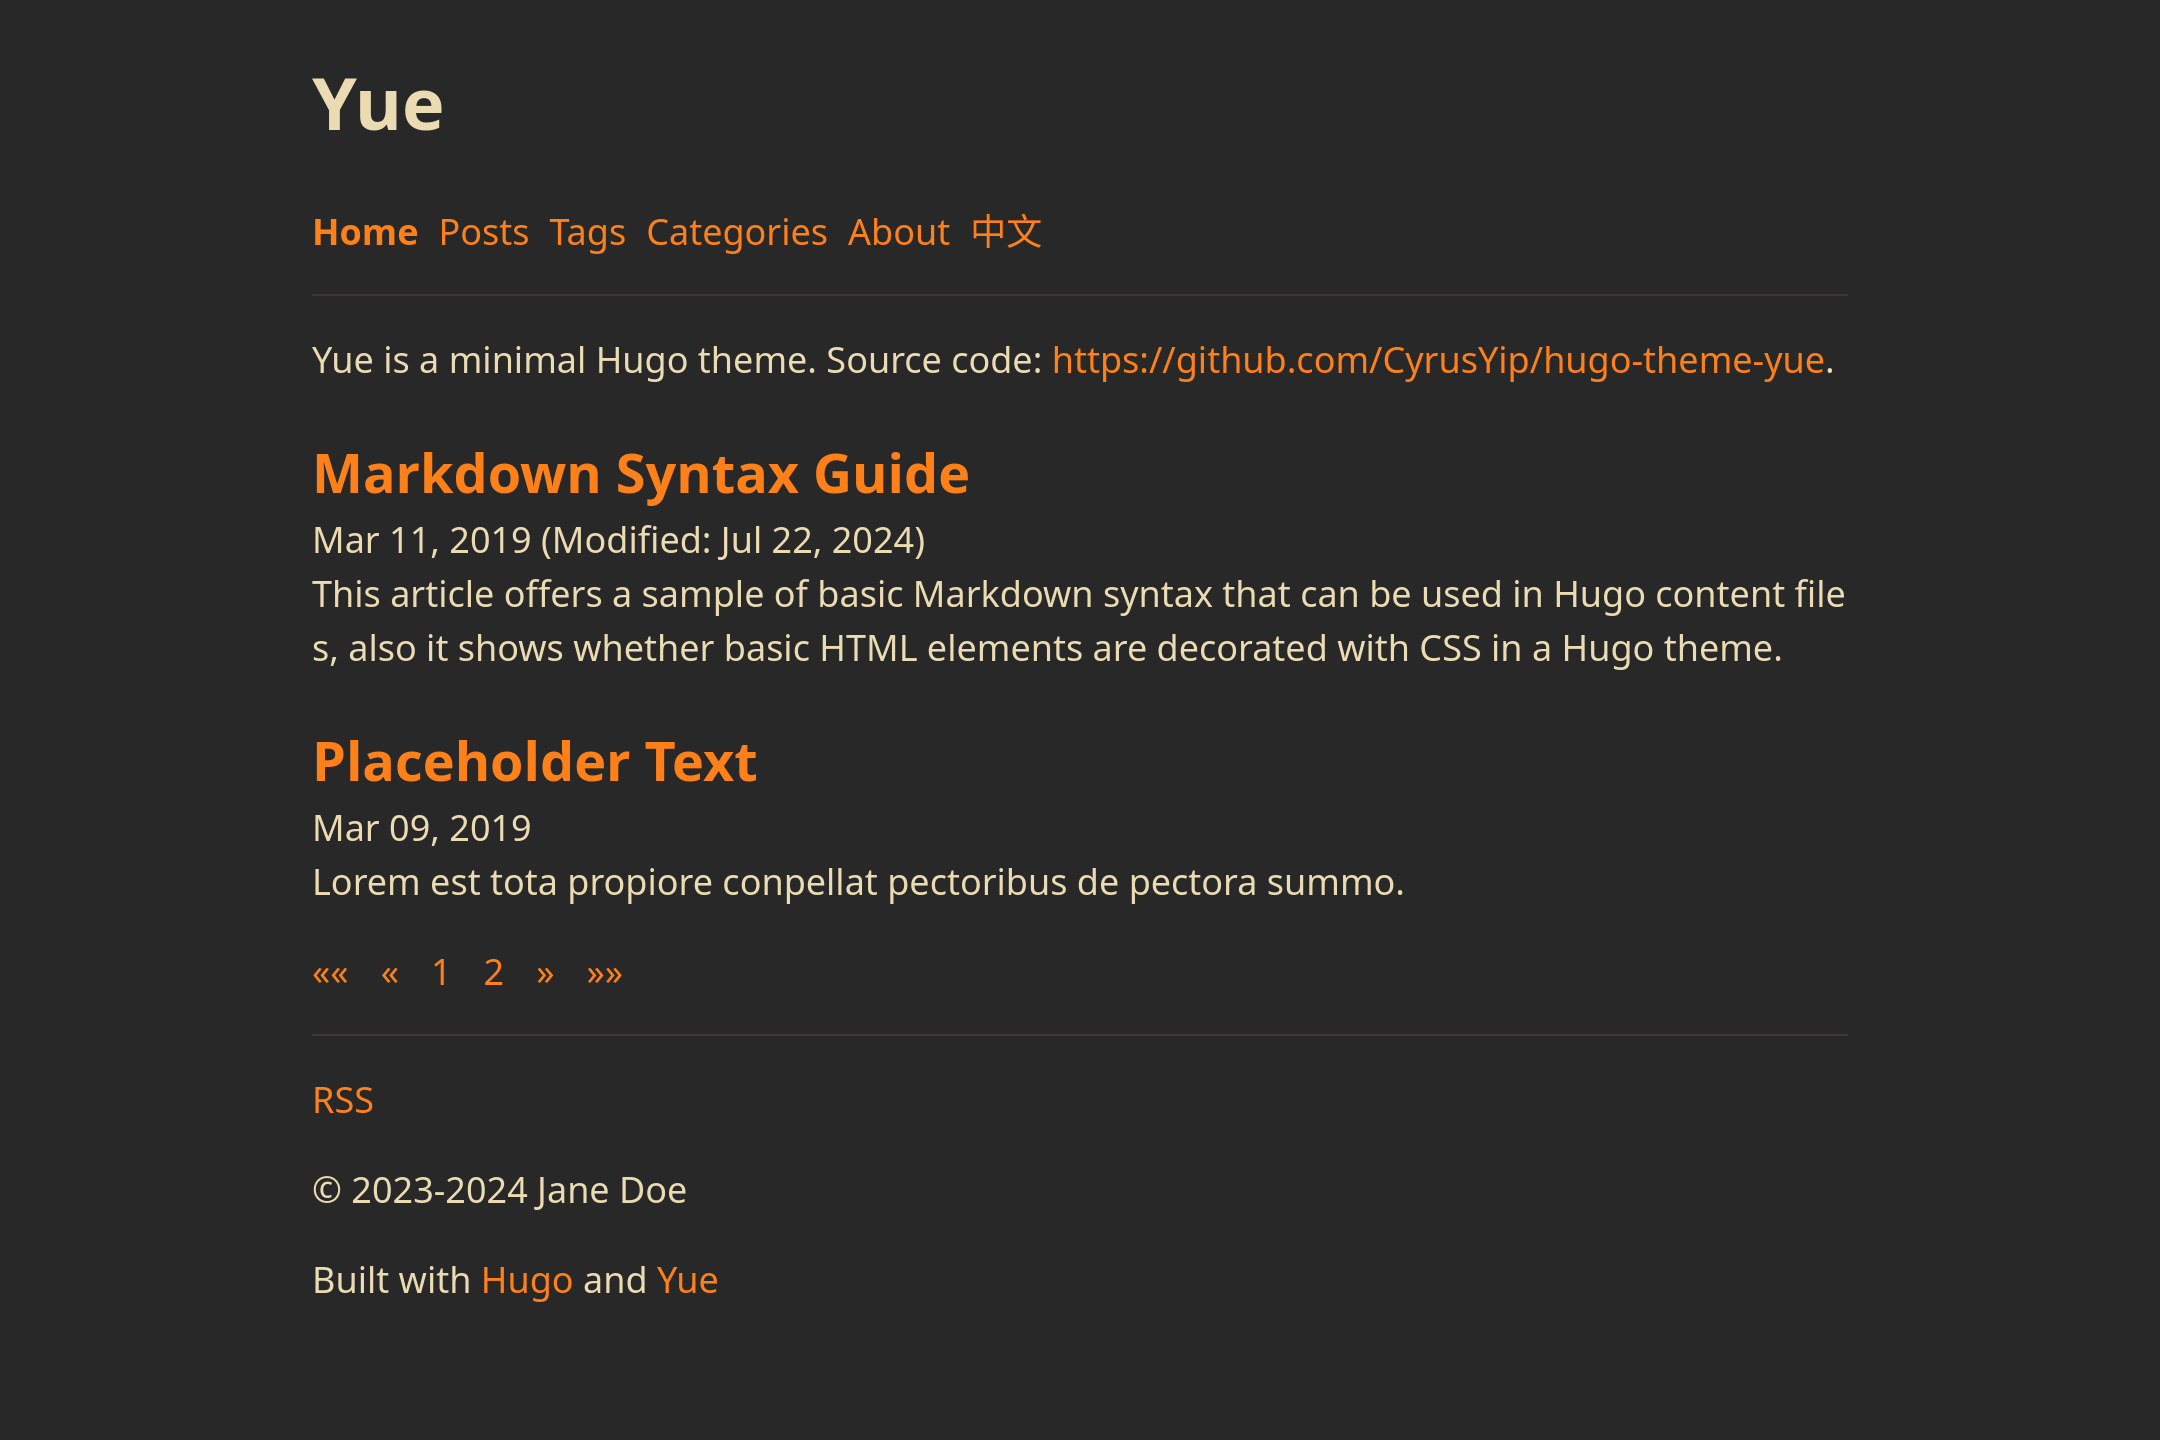 Yue
Home Posts Tags Categories About 中文
Yue is a minimal Hugo theme. Source code: https://github.com/CyrusYip/hugo-theme-yue.
Markdown Syntax Guide
Mar 11, 2019 (Modified: Jul 22, 2024)
This article offers a sample of basic Markdown syntax that can be used in Hugo content file
s, also it shows whether basic HTML elements are decorated with CSS in a Hugo theme.
Placeholder Text
Mar 09, 2019
Lorem est tota propiore conpellat pectoribus de pectora summo.
«« « 1 2 » »»
RSS
© 2023-2024 Jane Doe
Built with Hugo and Yue